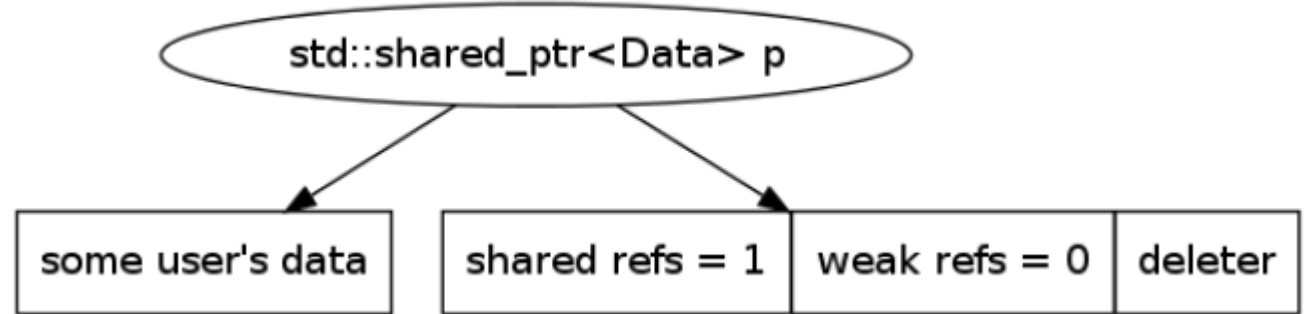 std::shared_ptr<Data> p
some user's data
shared refs = 1
weak refs = 0
deleter